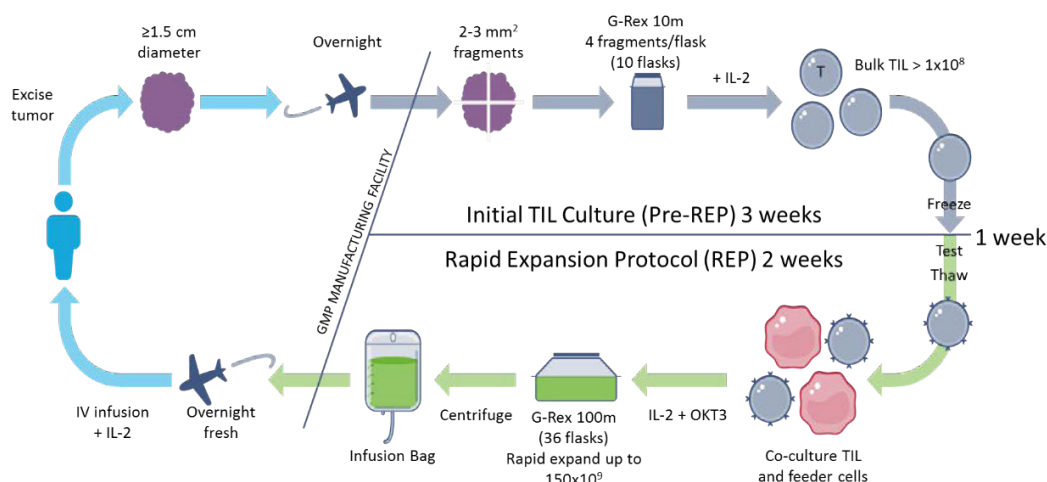 ≥1.5 cm
diameter
Overnight
2-3 mm²
fragments
G-Rex 10m
4 fragments/flask
(10 flasks)
+ IL-2
Bulk TIL > 1x10⁸
T
Excise
tumor
Freeze
Initial TIL Culture (Pre-REP) 3 weeks
1 week
Rapid Expansion Protocol (REP) 2 weeks
Test
Thaw
GMP MANUFACTURING FACILITY
IV infusion
+ IL-2
Overnight
fresh
Infusion Bag
Centrifuge
G-Rex 100m
(36 flasks)
Rapid expand up to
150x10⁹
IL-2 + OKT3
Co-culture TIL
and feeder cells